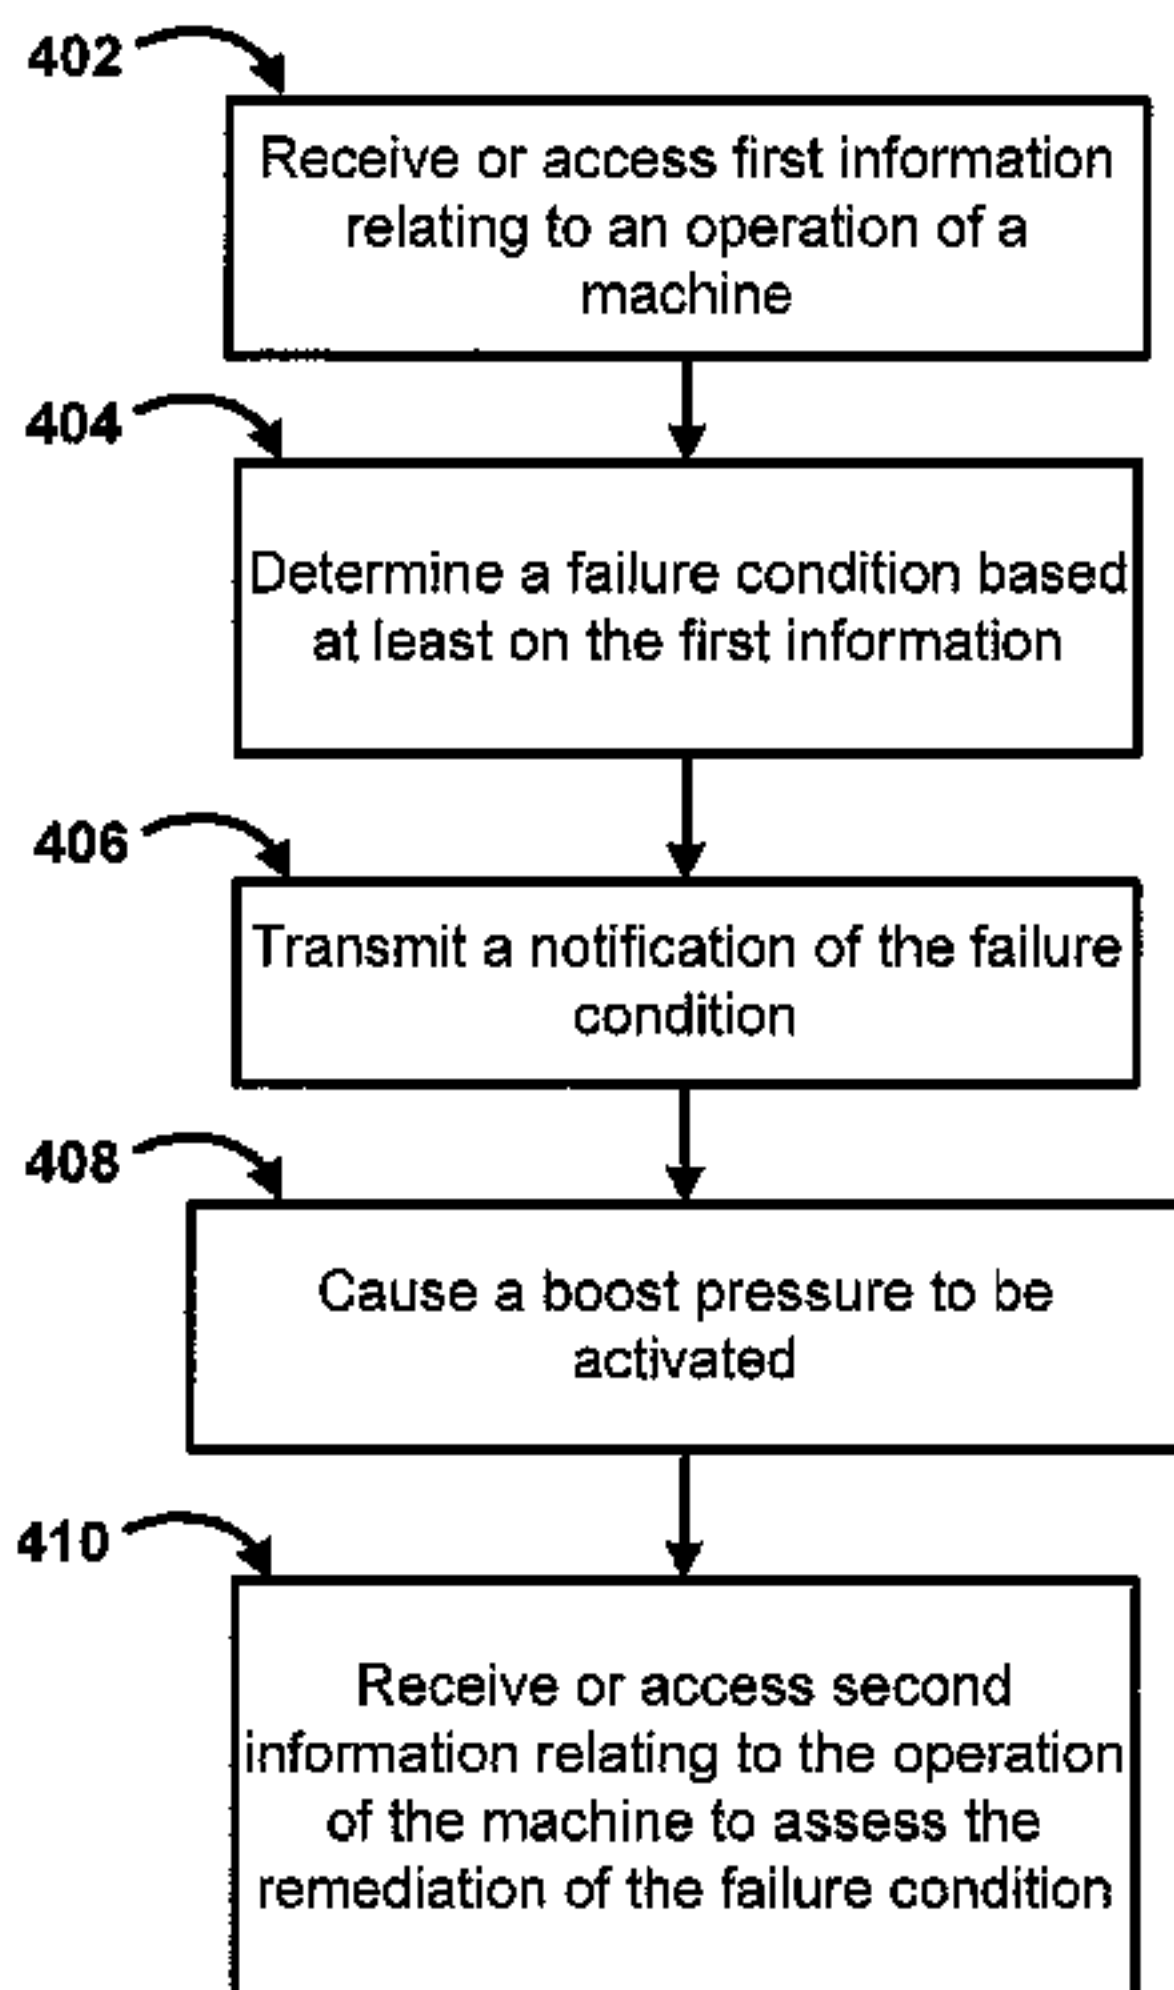 402
Receive or access first information
relating to an operation of a
machine
404
Determine a failure condition based
at least on the first information
406
Transmit a notification of the failure
condition
408
Cause a boost pressure to be
activated
410
Receive or access second
information relating to the operation
of the machine to assess the
remediation of the failure condition